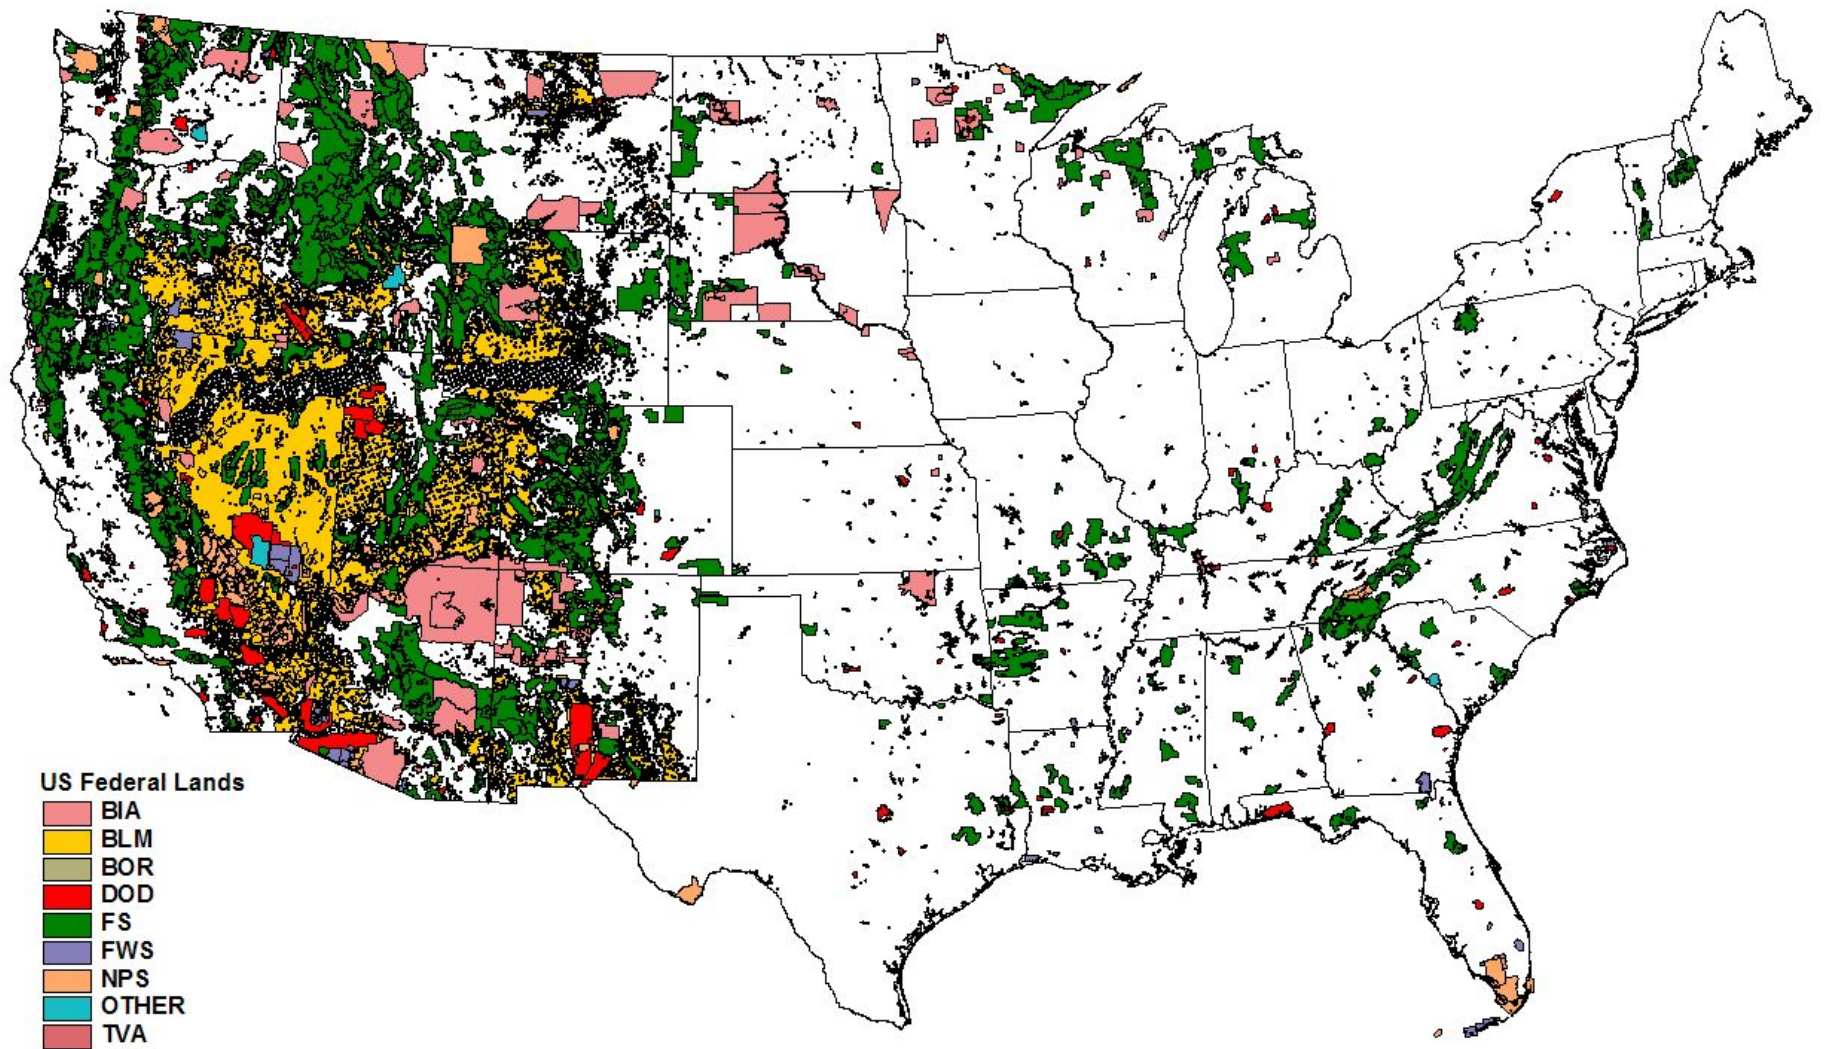 US Federal Lands
BIA
BLM
BOR
DOD
FS
FWS
NPS
OTHER
TVA